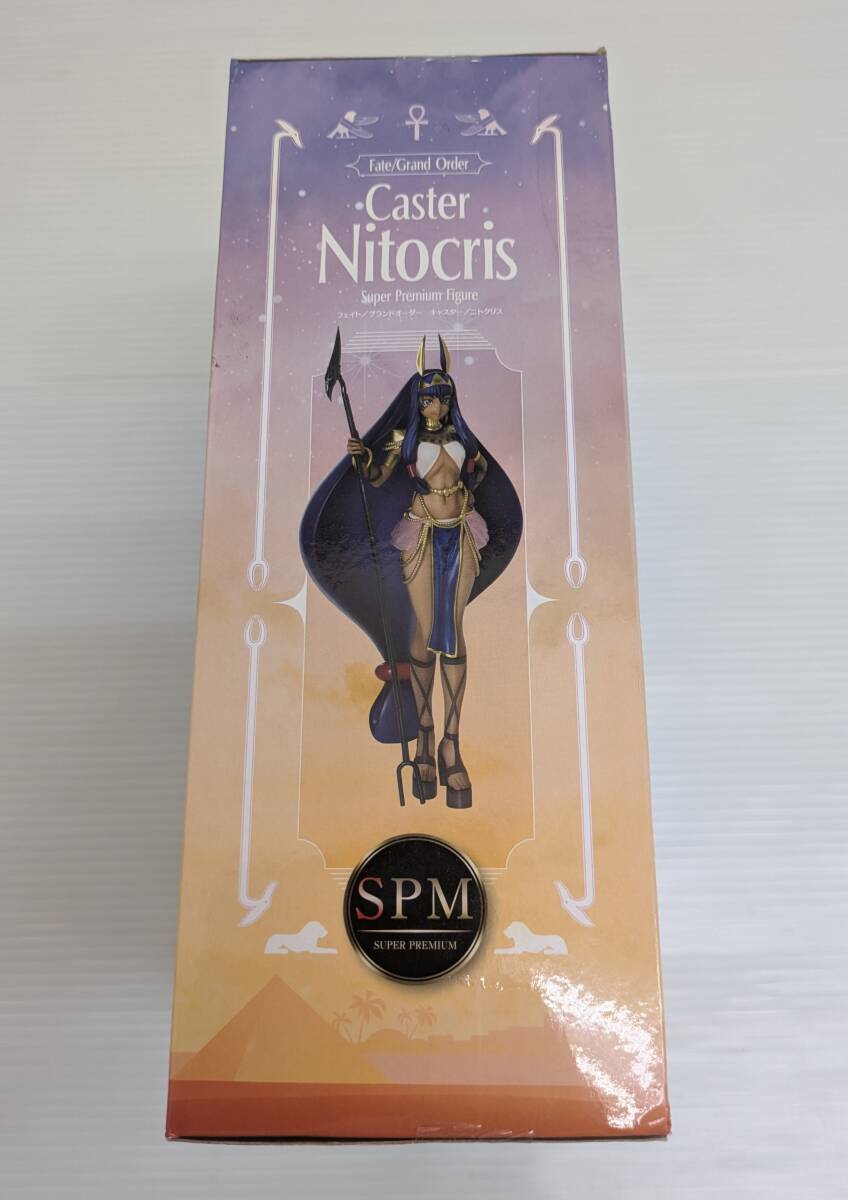 Fate/Grand Order
Caster
Nitocris
Super Premium Figure
フェイト/グランドオーダー キャスター/ニトクリス
SPM
SUPER PREMIUM